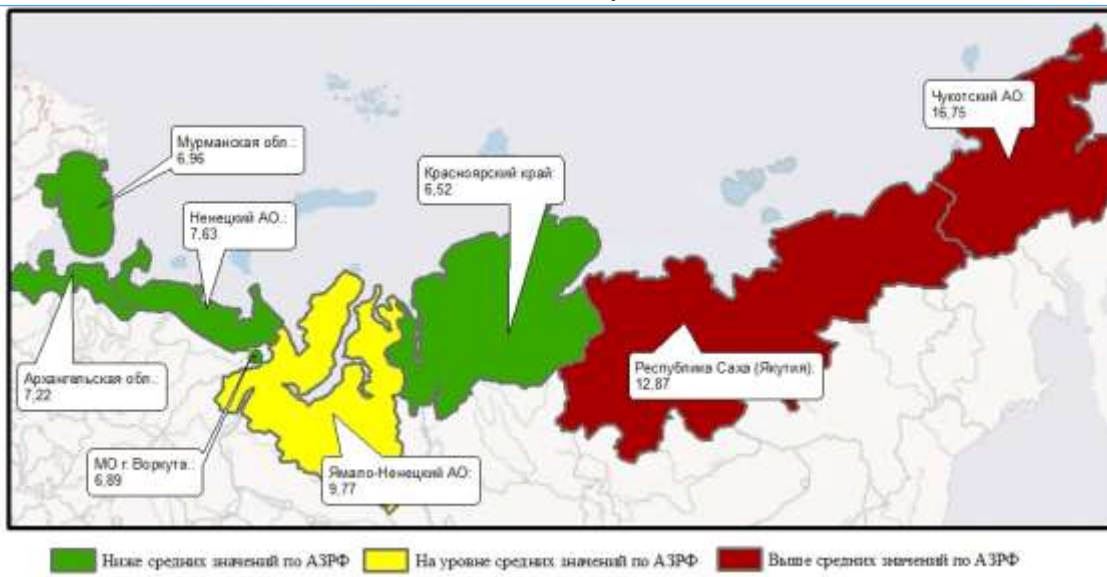 Чукотский АО:
16,75
Мурманская обл.:
6,96
Красноярский край:
6,52
Ненецкий АО.:
7,63
Республика Саха (Якутия):
12,87
Архангельская обл.:
7,22
МО г. Воркута.:
6,89
Ямало-Ненецкий АО:
9,77
Ниже средних значений по АЗРФ
На уровне средних значений по АЗРФ
Выше средних значений по АЗРФ